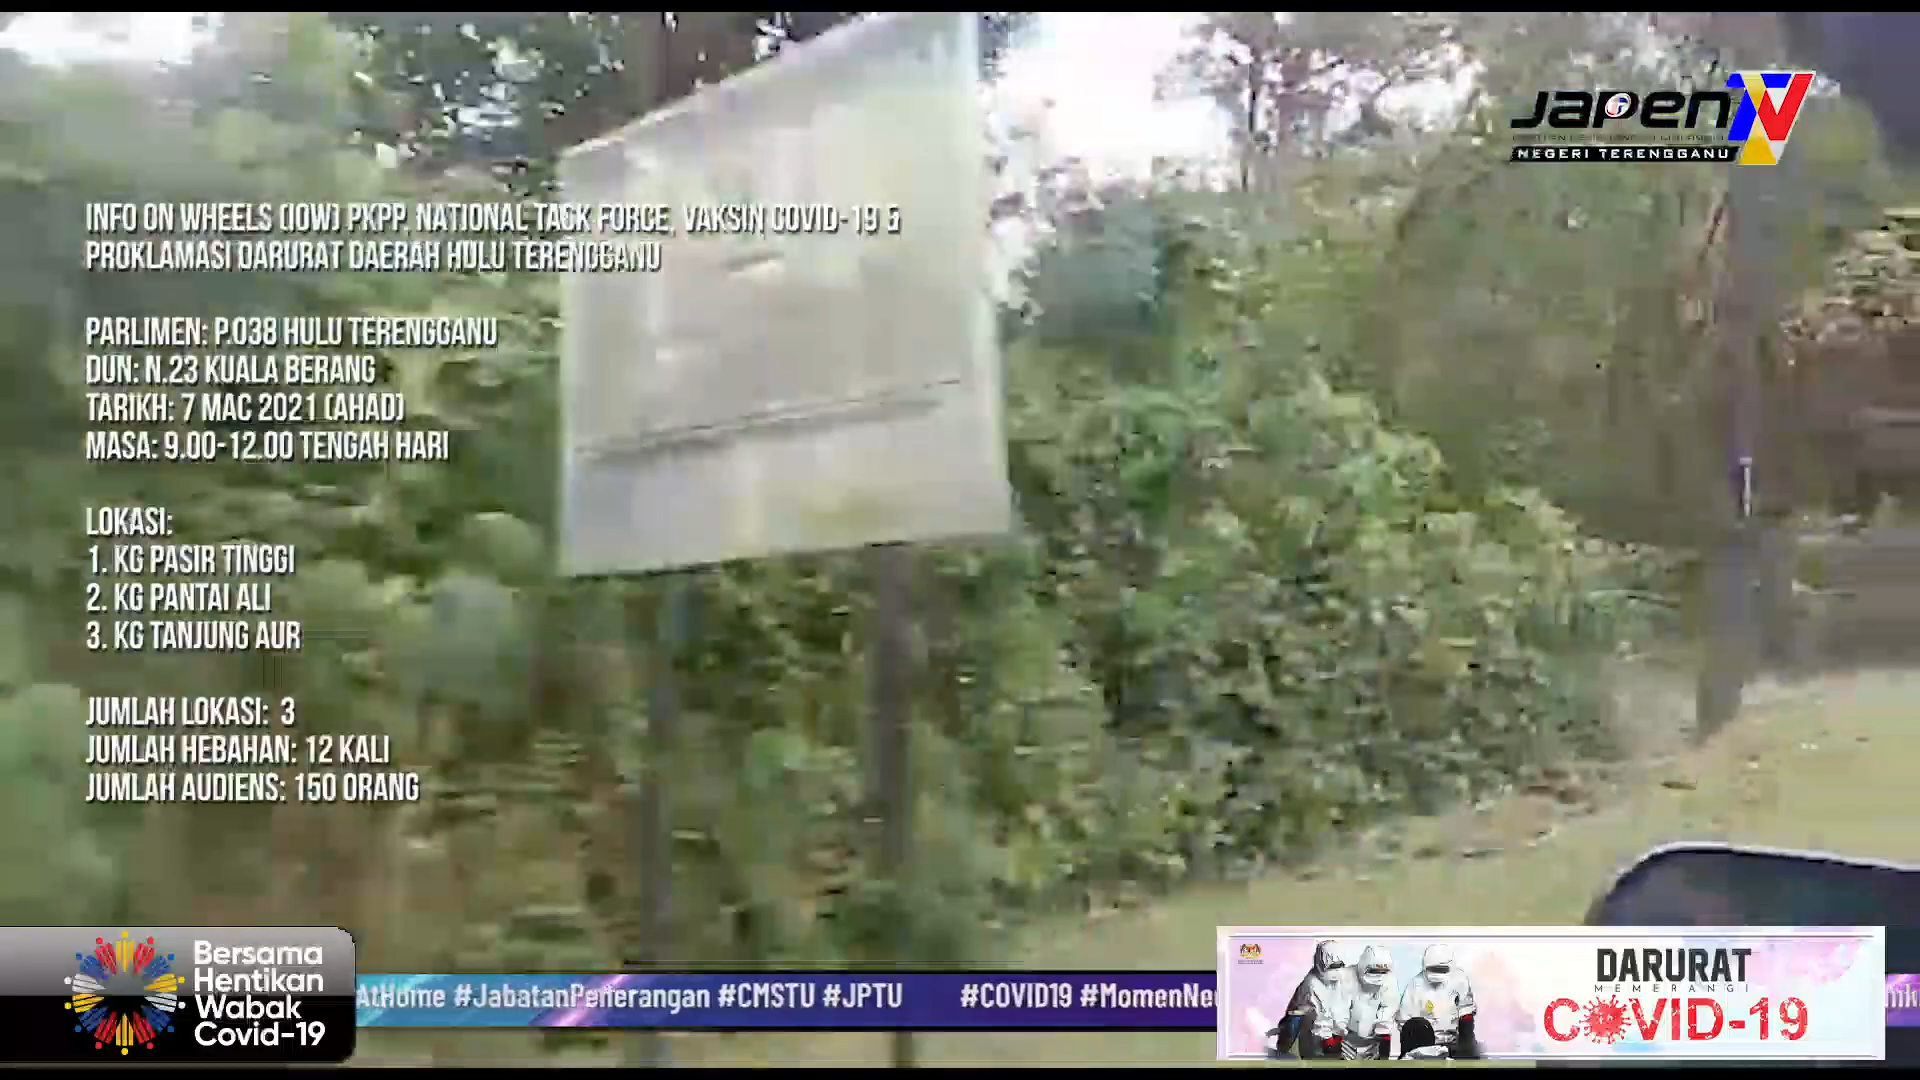 JAPEN TV
NEGERI TERENGGANU
INFO ON WHEELS (IOW) PKPP, NATIONAL TASK FORCE, VAKSIN COVID-19 &
PROKLAMASI DARURAT DAERAH HULU TERENGGANU
PARLIMEN: P.038 HULU TERENGGANU
DUN: N.23 KUALA BERANG
TARIKH: 7 MAC 2021 (AHAD)
MASA: 9.00-12.00 TENGAH HARI
LOKASI:
1. KG PASIR TINGGI
2. KG PANTAI ALI
3. KG TANJUNG AUR
JUMLAH LOKASI: 3
JUMLAH HEBAHAN: 12 KALI
JUMLAH AUDIENS: 150 ORANG
Bersama
Hentikan
Wabak
Covid-19
AtHome #JabatanPenerangan #CMSTU #JPTU #COVID19 #MomenNe
DARURAT
MEMERANGI
COVID-19